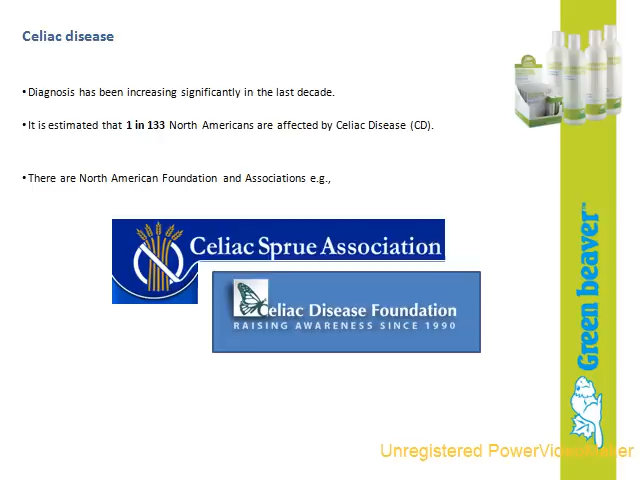 Celiac disease
• Diagnosis has been increasing significantly in the last decade.
• It is estimated that 1 in 133 North Americans are affected by Celiac Disease (CD).
• There are North American Foundation and Associations e.g.,
Celiac Sprue Association
Celiac Disease Foundation
RAISING AWARENESS SINCE 1990
Green beaver™
Unregistered PowerVideoMaker